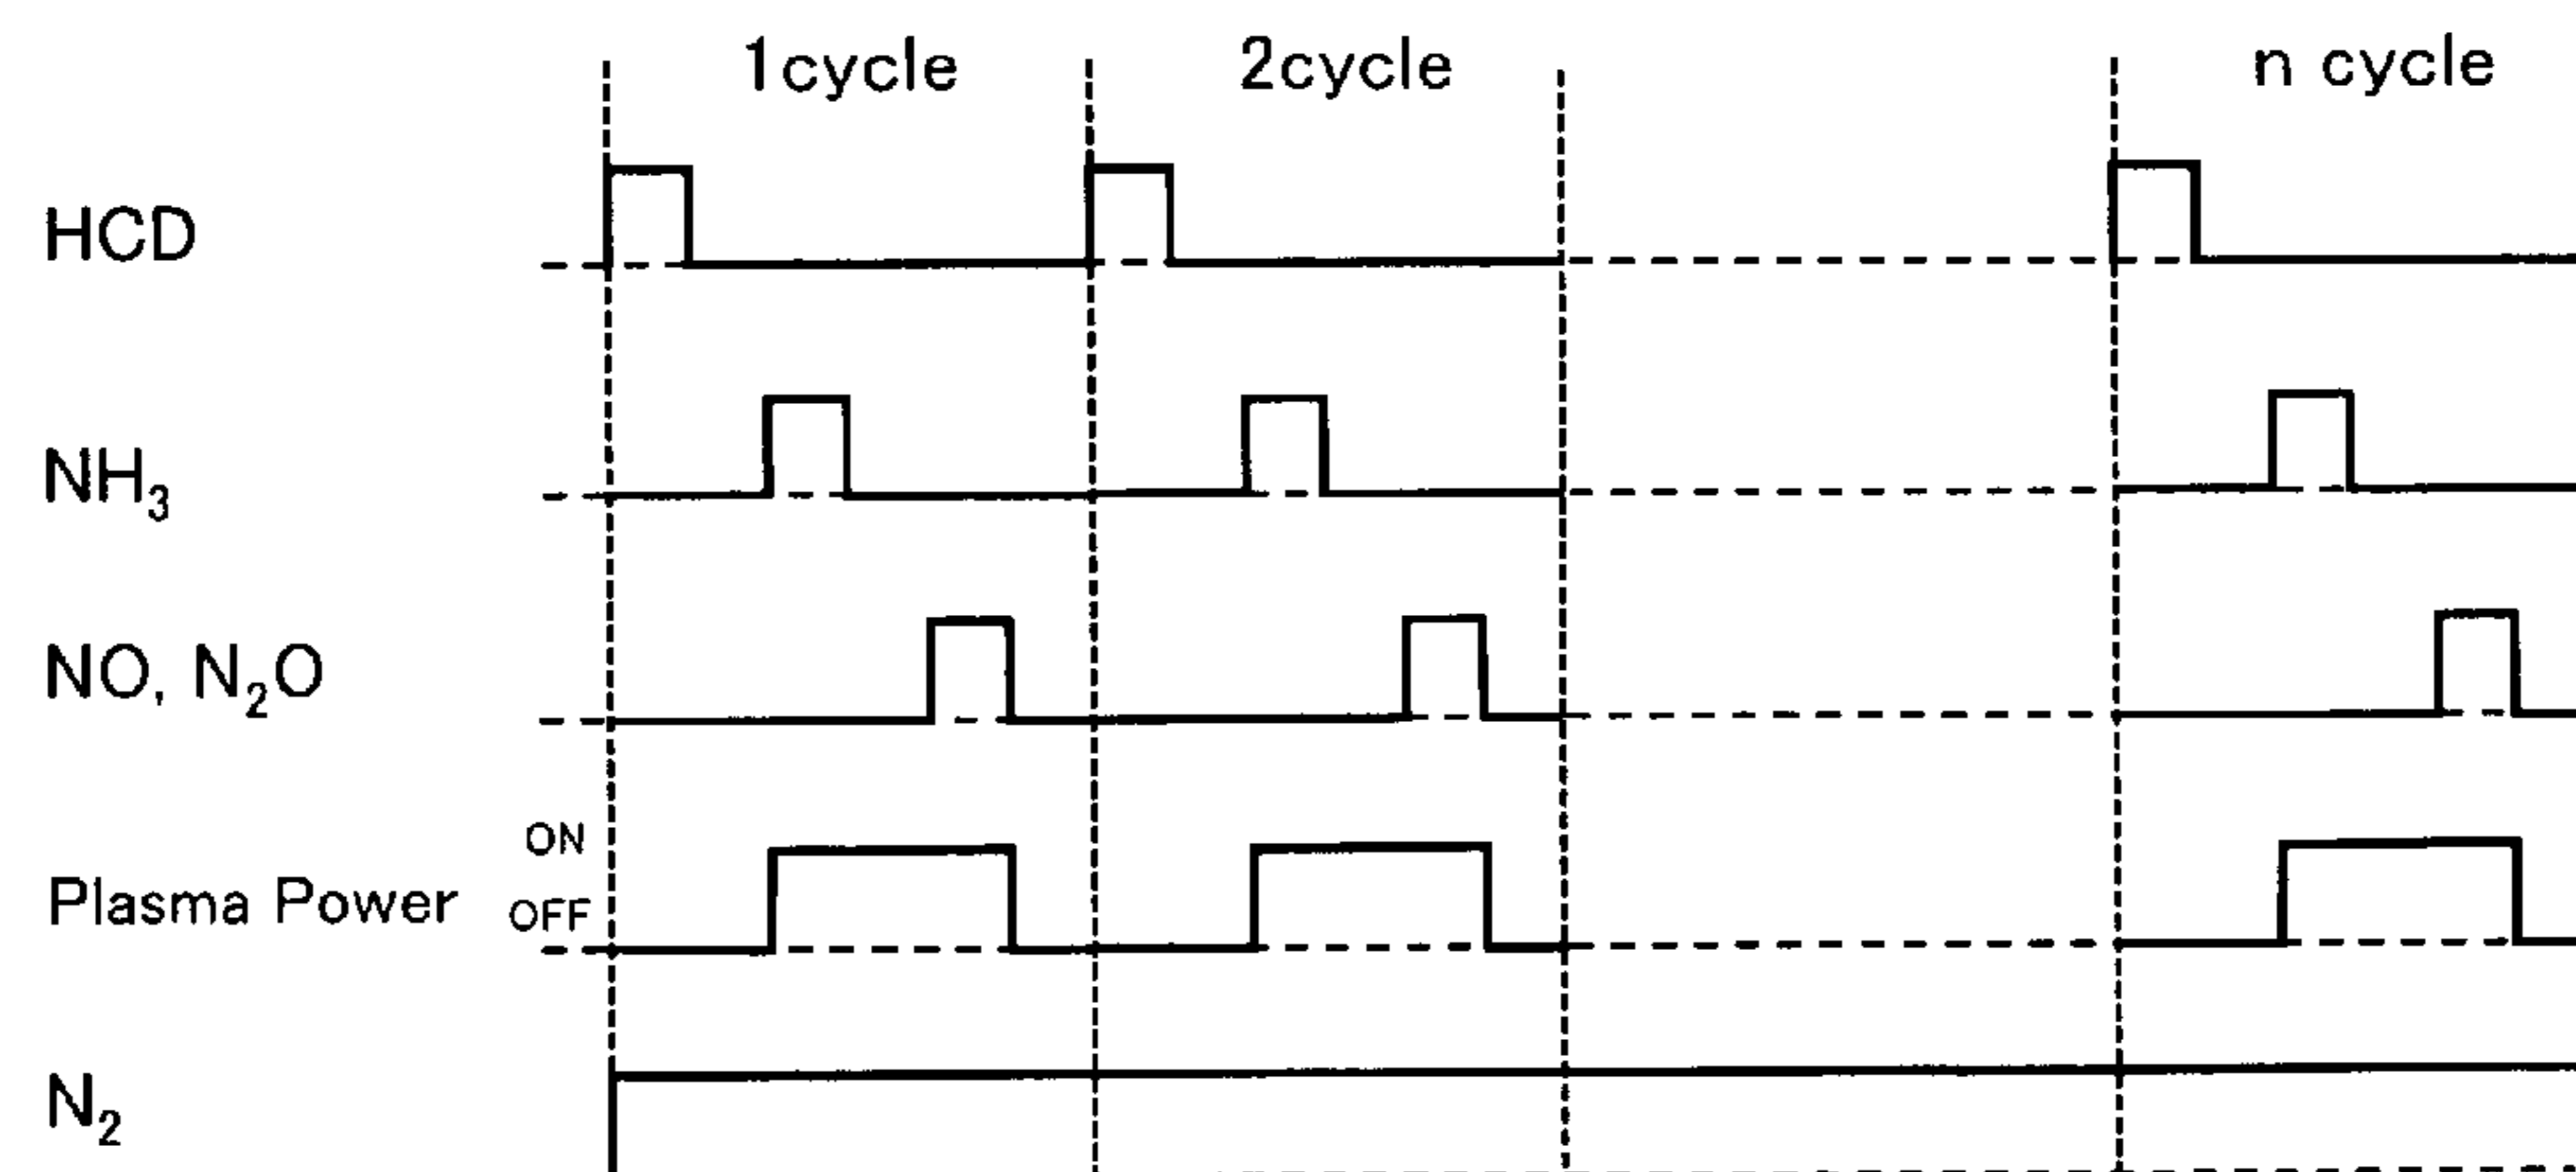 1cycle 2cycle n cycle
HCD
NH₃
NO, N₂O
ON
Plasma Power OFF
N₂